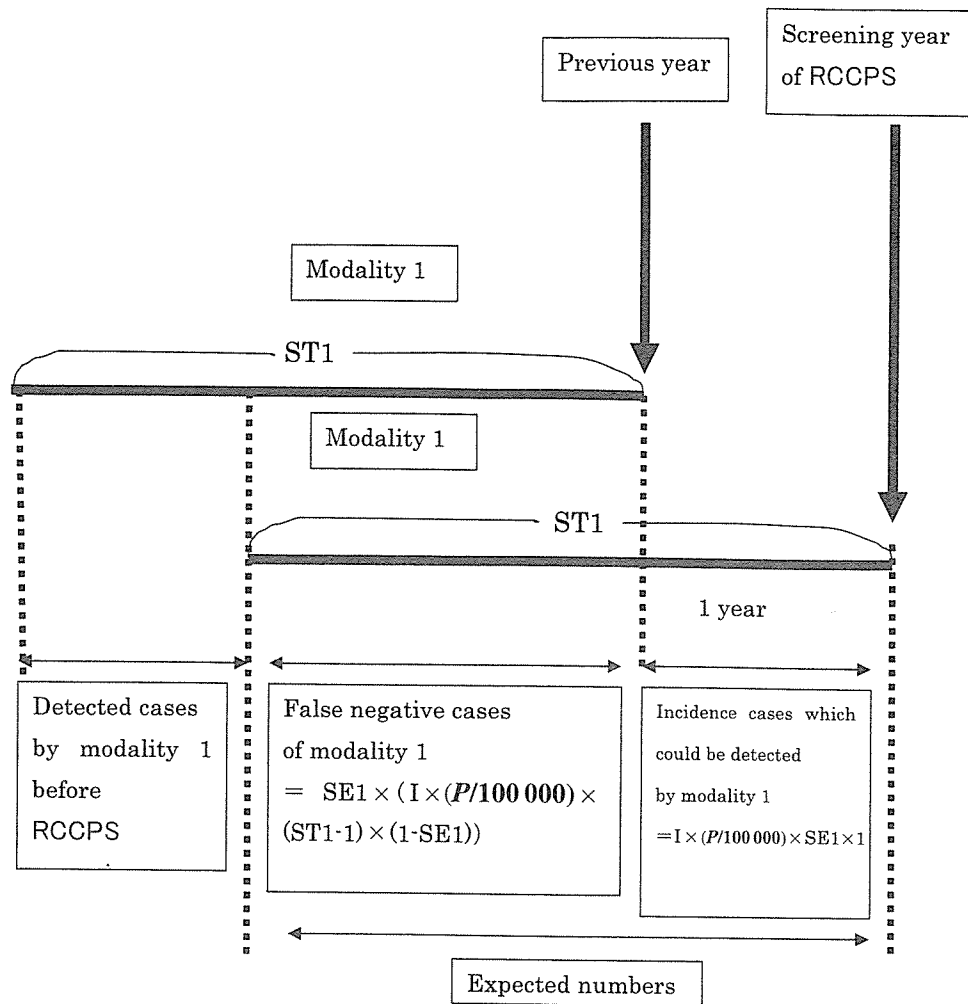 Previous year
Screening year
of RCCPS
Modality 1
ST1
Modality 1
ST1
1 year
Detected cases
by modality 1
before
RCCPS
False negative cases
of modality 1
= SE1×(I×(P/100 000)×
(ST1-1)×(1-SE1))
Incidence cases which
could be detected
by modality 1
=I×(P/100 000)×SE1×1
Expected numbers